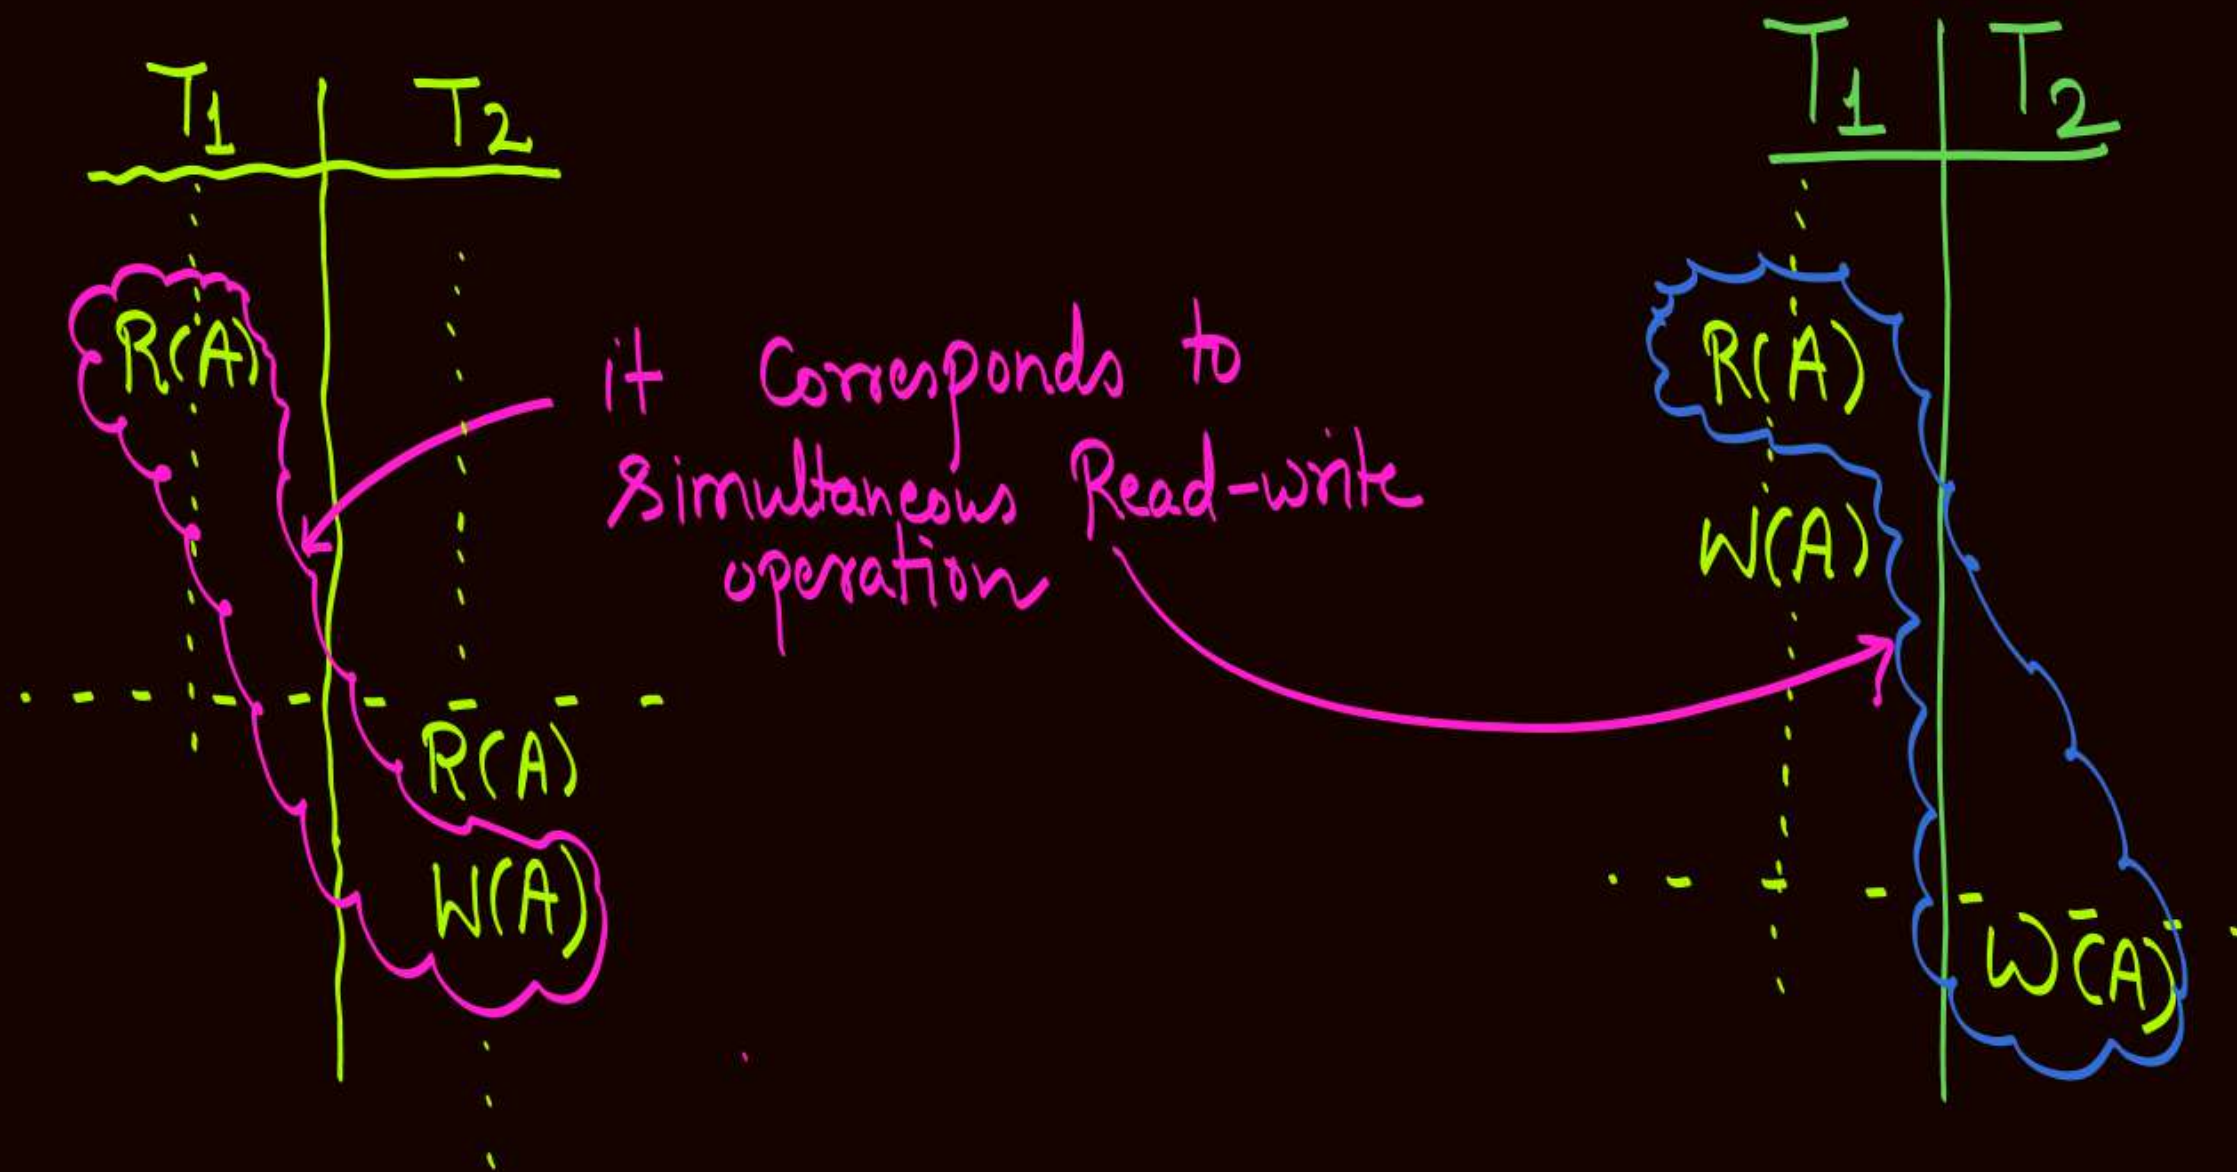 T1 T2
R(A)
R(A)
W(A)
it Corresponds to
Simultaneous Read-write
operation
T1 T2
R(A)
W(A)
W(A)